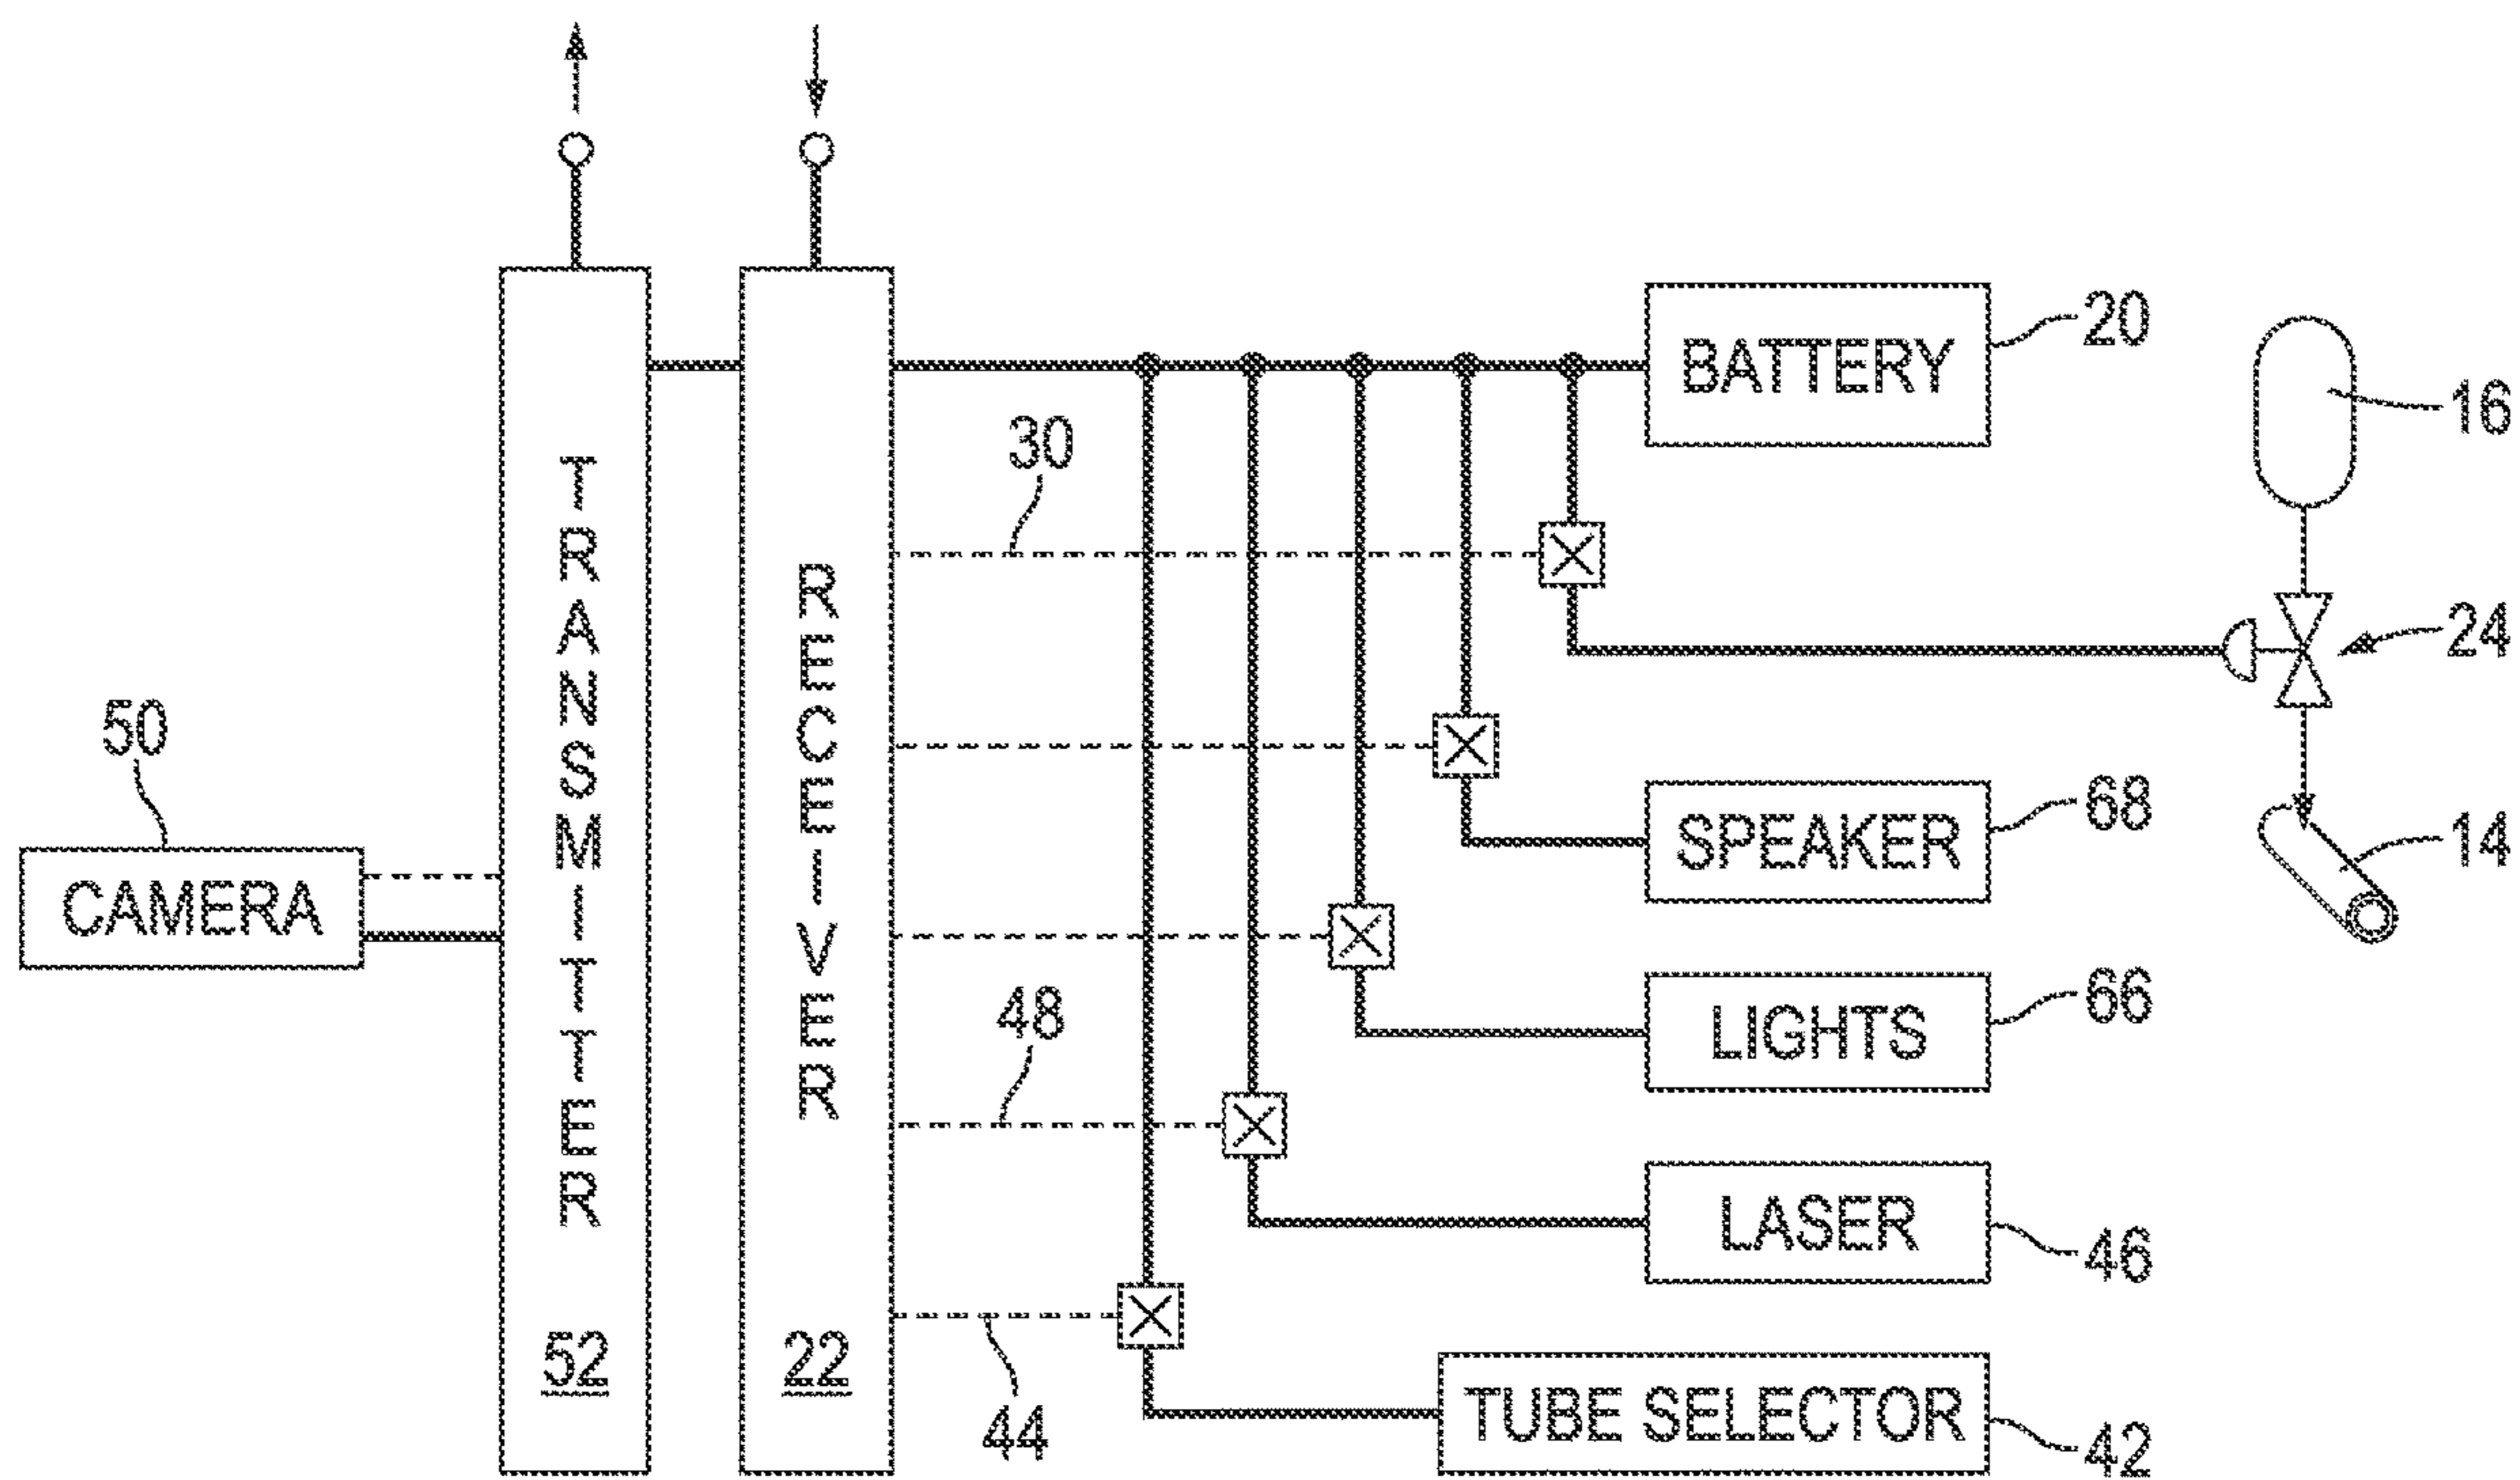 BATTERY
20
16
30
TRANSMITTER
RECEIVER
24
50
CAMERA
SPEAKER
68
14
LIGHTS
66
48
LASER
46
52
22
44
TUBE SELECTOR
42